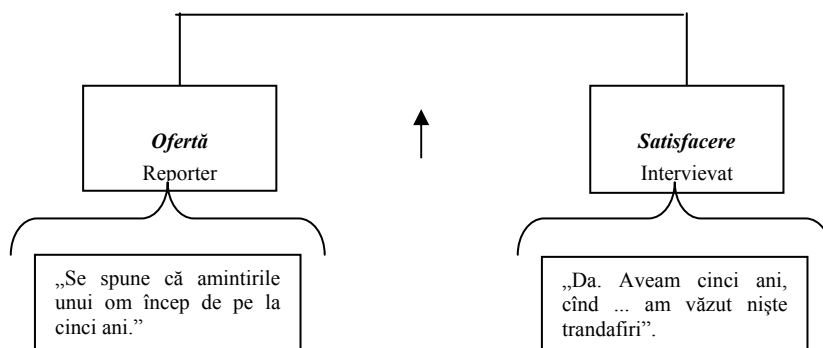 Ofertă
Reporter
Satisfacere
Intervievat
„Se spune că amintirile
unui om încep de pe la
cinci ani.”
„Da. Aveam cinci ani,
cînd ... am văzut nişte
trandafiri”.